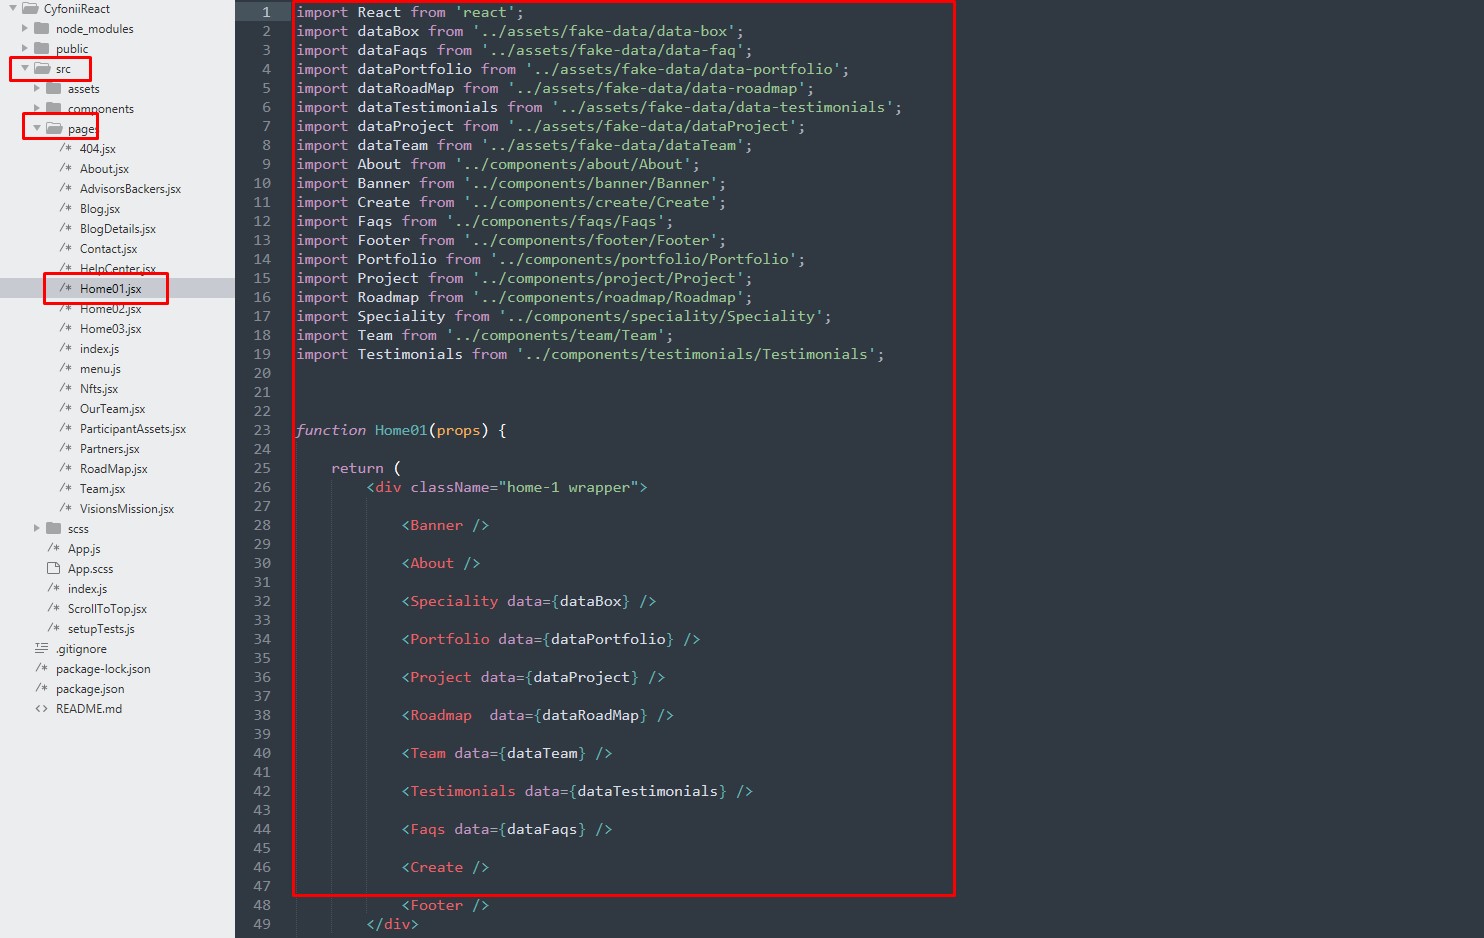 CyfoniiReact
node_modules
public
src
assets
components
pages
/* 404.jsx
/* About.jsx
/* AdvisorsBackers.jsx
/* Blog.jsx
/* BlogDetails.jsx
/* Contact.jsx
/* HelpCenter.jsx
/* Home01.jsx
/* Home02.jsx
/* Home03.jsx
/* index.js
/* menu.js
/* Nfts.jsx
/* OurTeam.jsx
/* ParticipantAssets.jsx
/* Partners.jsx
/* RoadMap.jsx
/* Team.jsx
/* VisionsMission.jsx
scss
/* App.js
App.scss
/* index.js
/* ScrollToTop.jsx
/* setupTests.js
.gitignore
/* package-lock.json
/* package.json
<> README.md
1 import React from 'react';
2 import dataBox from '../assets/fake-data/data-box';
3 import dataFaqs from '../assets/fake-data/data-faq';
4 import dataPortfolio from '../assets/fake-data/data-portfolio';
5 import dataRoadMap from '../assets/fake-data/data-roadmap';
6 import dataTestimonials from '../assets/fake-data/data-testimonials';
7 import dataProject from '../assets/fake-data/dataProject';
8 import dataTeam from '../assets/fake-data/dataTeam';
9 import About from '../components/about/About';
10 import Banner from '../components/banner/Banner';
11 import Create from '../components/create/Create';
12 import Faqs from '../components/faqs/Faqs';
13 import Footer from '../components/footer/Footer';
14 import Portfolio from '../components/portfolio/Portfolio';
15 import Project from '../components/project/Project';
16 import Roadmap from '../components/roadmap/Roadmap';
17 import Speciality from '../components/speciality/Speciality';
18 import Team from '../components/team/Team';
19 import Testimonials from '../components/testimonials/Testimonials';
20
21
22
23 function Home01(props) {
24
25 return (
26 <div className="home-1 wrapper">
27
28 <Banner />
29
30 <About />
31
32 <Speciality data={dataBox} />
33
34 <Portfolio data={dataPortfolio} />
35
36 <Project data={dataProject} />
37
38 <Roadmap  data={dataRoadMap} />
39
40 <Team data={dataTeam} />
41
42 <Testimonials data={dataTestimonials} />
43
44 <Faqs data={dataFaqs} />
45
46 <Create />
47
48 <Footer />
49 </div>